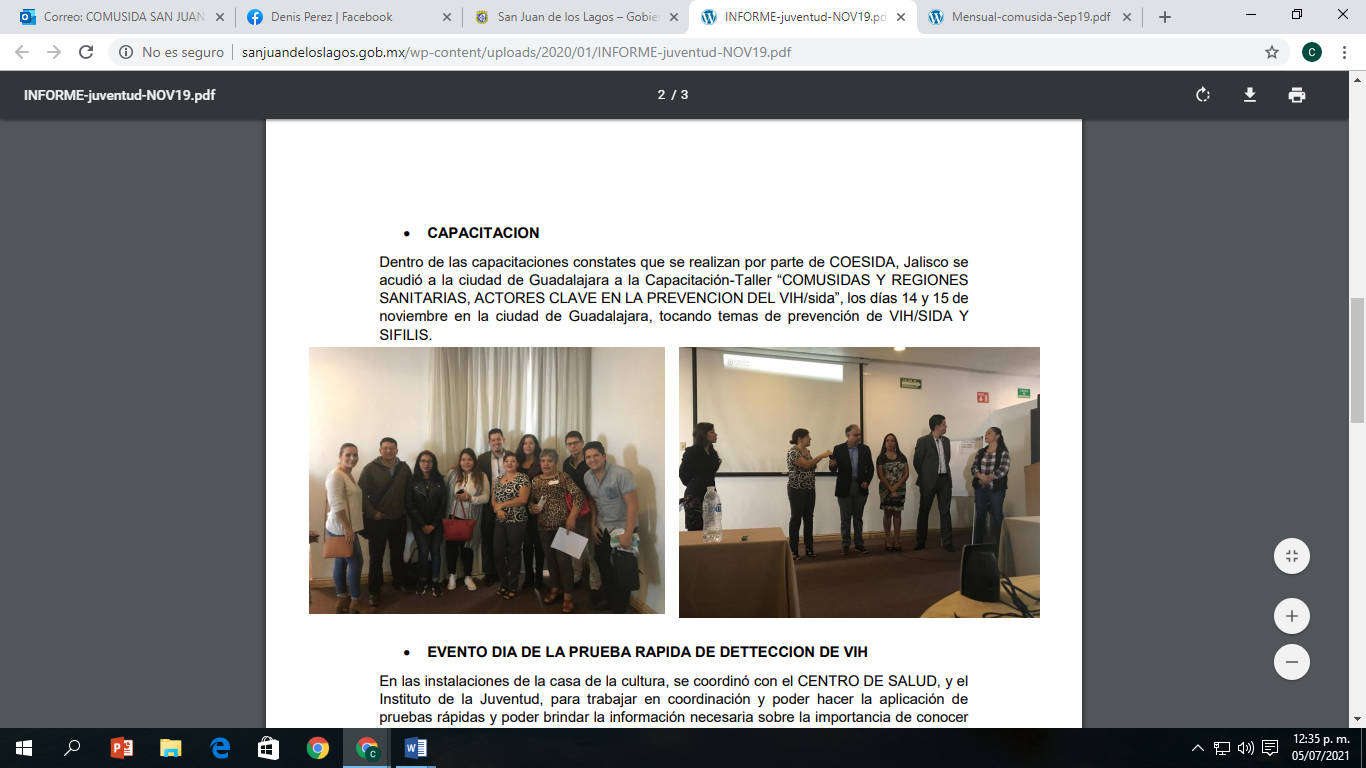 Correo: COMUSIDA SAN JUAN
Denis Perez | Facebook
San Juan de los Lagos – Gobie
INFORME-juventud-NOV19.pd
Mensual-comusida-Sep19.pdf
No es seguro
sanjuandeloslagos.gob.mx/wp-content/uploads/2020/01/INFORME-juventud-NOV19.pdf
C
INFORME-juventud-NOV19.pdf
2 / 3
• CAPACITACION
Dentro de las capacitaciones constates que se realizan por parte de COESIDA, Jalisco se
acudió a la ciudad de Guadalajara a la Capacitación-Taller “COMUSIDAS Y REGIONES
SANITARIAS, ACTORES CLAVE EN LA PREVENCION DEL VIH/sida”, los días 14 y 15 de
noviembre en la ciudad de Guadalajara, tocando temas de prevención de VIH/SIDA Y
SIFILIS.
• EVENTO DIA DE LA PRUEBA RAPIDA DE DETTECCION DE VIH
En las instalaciones de la casa de la cultura, se coordinó con el CENTRO DE SALUD, y el
Instituto de la Juventud, para trabajar en coordinación y poder hacer la aplicación de
pruebas rápidas y poder brindar la información necesaria sobre la importancia de conocer
12:35 p. m.
05/07/2021